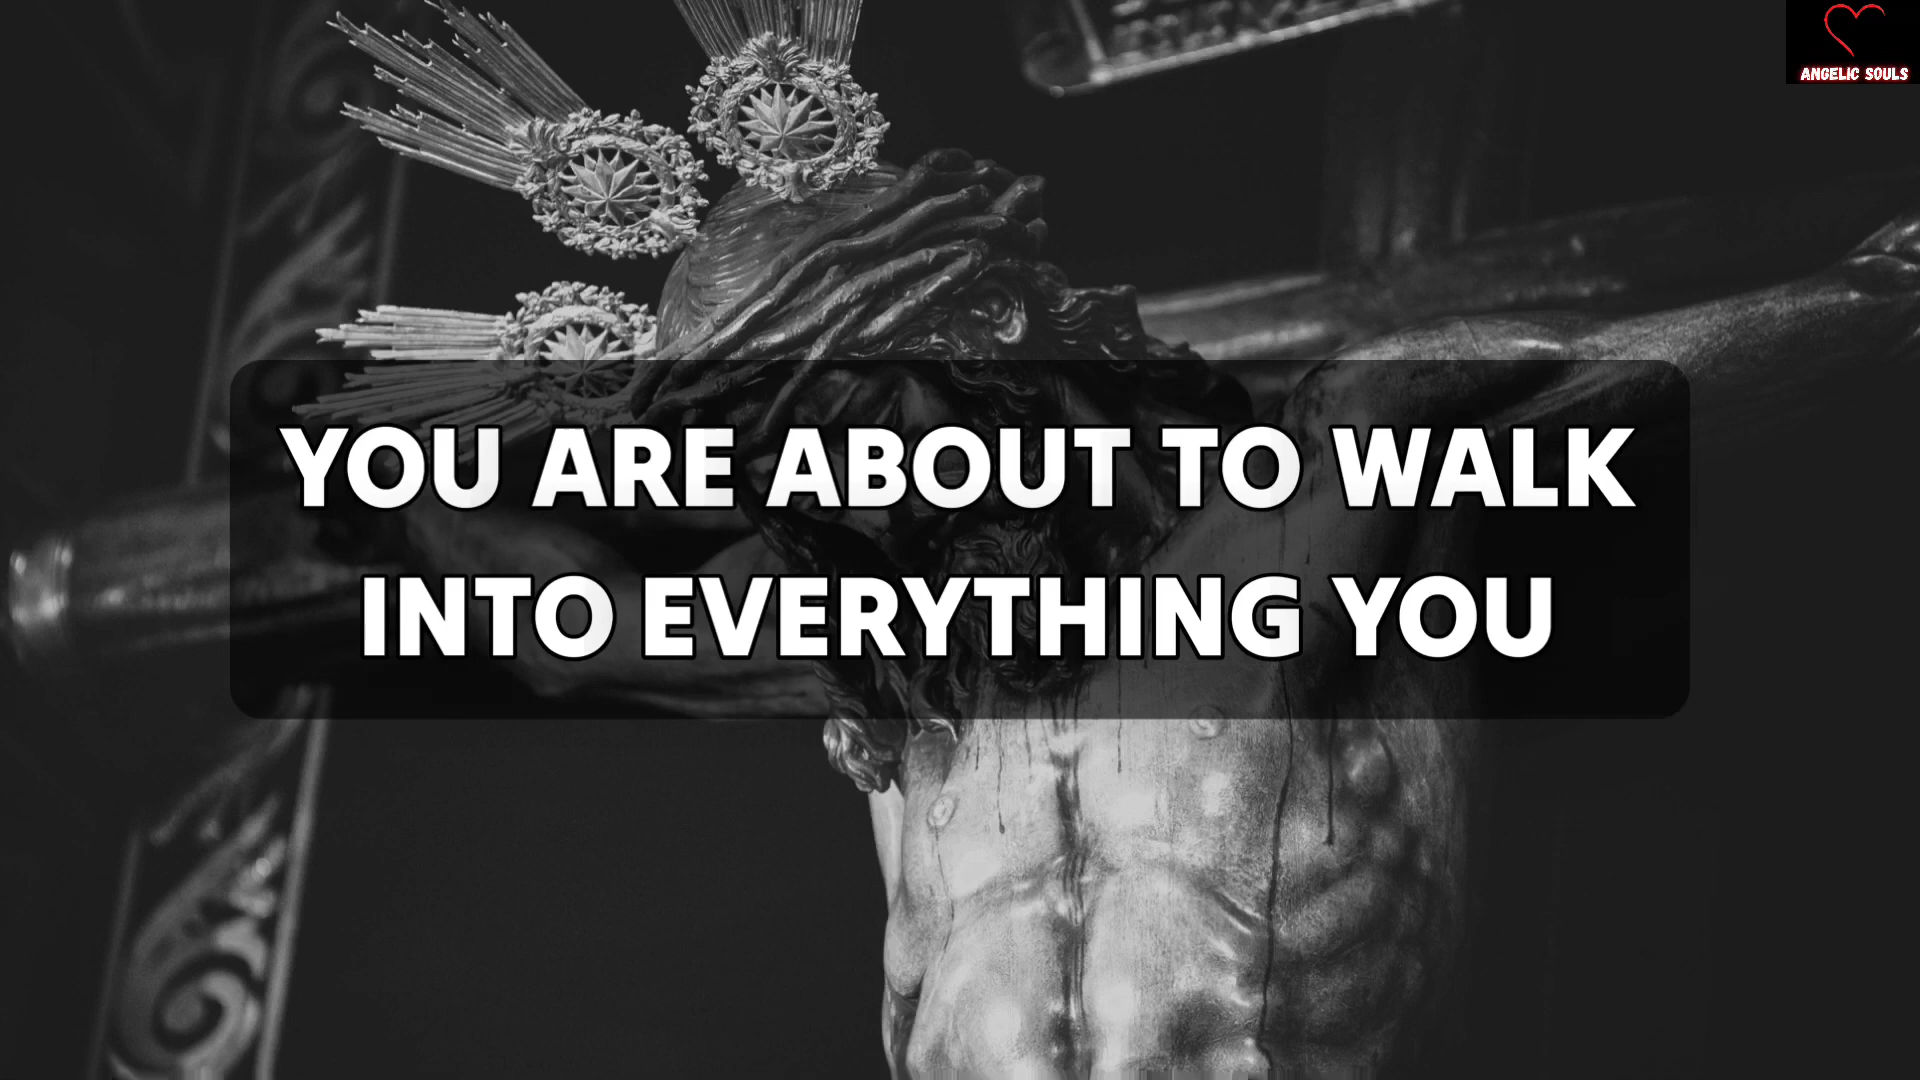 ANGELIC SOULS
YOU ARE ABOUT TO WALK
INTO EVERYTHING YOU